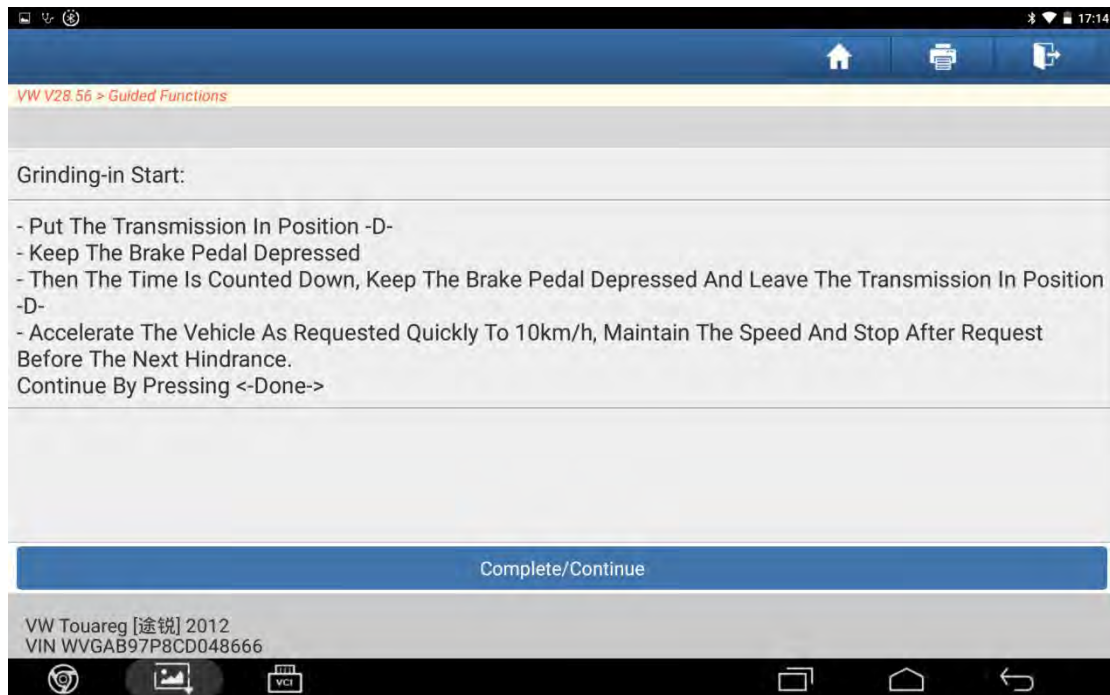 17:14
VW V28.56 > Guided Functions
Grinding-in Start:
- Put The Transmission In Position -D-
- Keep The Brake Pedal Depressed
- Then The Time Is Counted Down, Keep The Brake Pedal Depressed And Leave The Transmission In Position
-D-
- Accelerate The Vehicle As Requested Quickly To 10km/h, Maintain The Speed And Stop After Request
Before The Next Hindrance.
Continue By Pressing <-Done->
Complete/Continue
VW Touareg [途锐] 2012
VIN WVGAB97P8CD048666
VCI